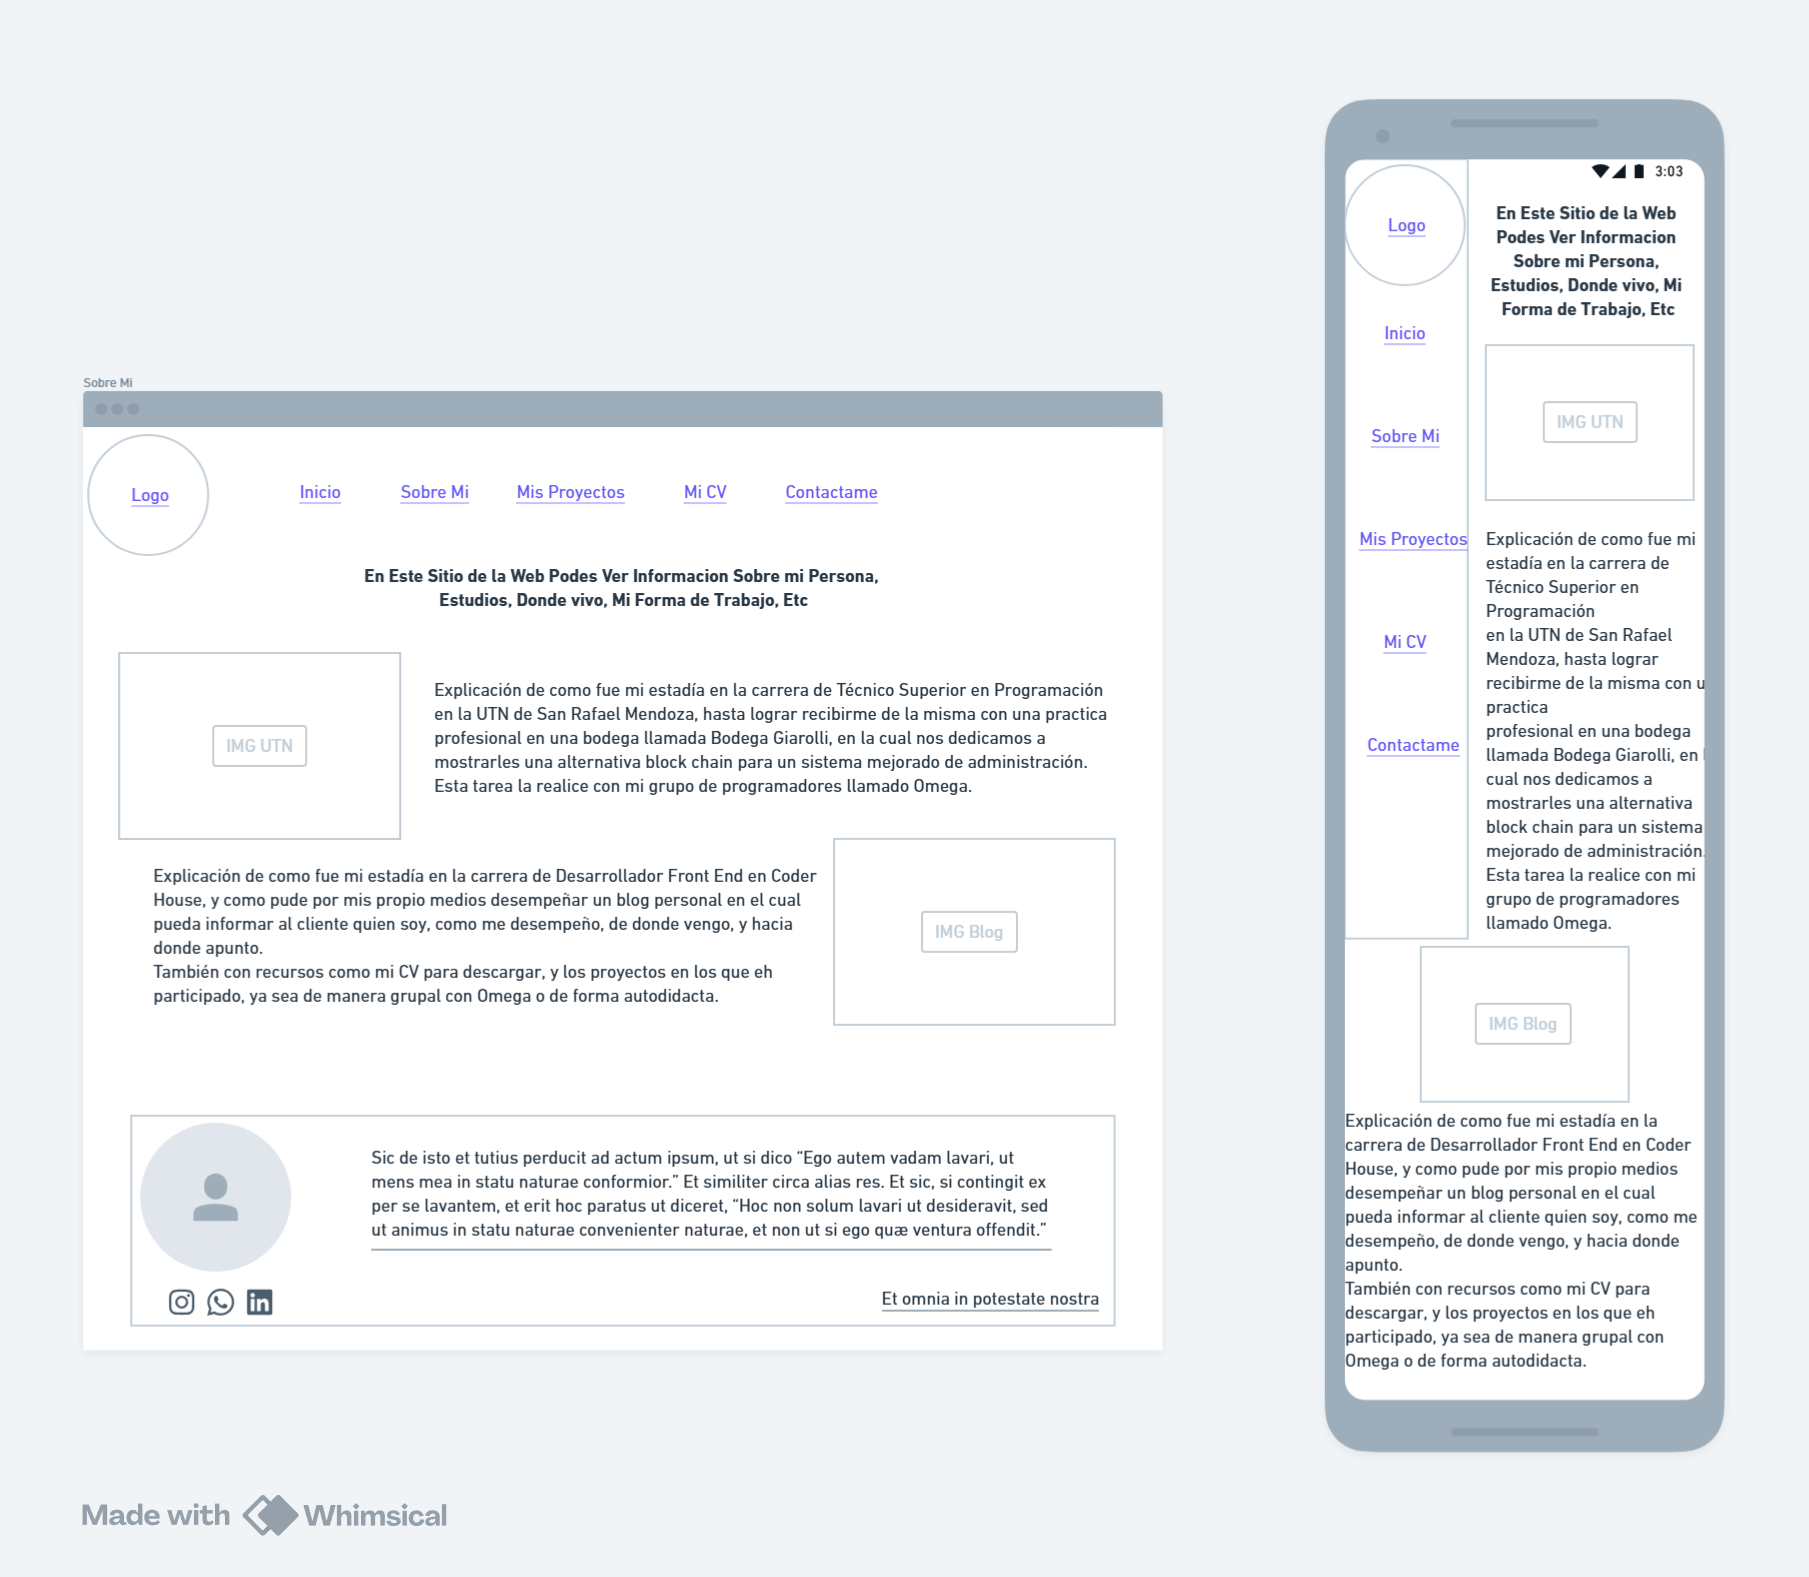 Sobre Mi
Logo
Inicio
Sobre Mi
Mis Proyectos
Mi CV
Contactame
En Este Sitio de la Web Podes Ver Informacion Sobre mi Persona,
Estudios, Donde vivo, Mi Forma de Trabajo, Etc
IMG UTN
Explicación de como fue mi estadía en la carrera de Técnico Superior en Programación
en la UTN de San Rafael Mendoza, hasta lograr recibirme de la misma con una practica
profesional en una bodega llamada Bodega Giarolli, en la cual nos dedicamos a
mostrarles una alternativa block chain para un sistema mejorado de administración.
Esta tarea la realice con mi grupo de programadores llamado Omega.
Explicación de como fue mi estadía en la carrera de Desarrollador Front End en Coder
House, y como pude por mis propio medios desempeñar un blog personal en el cual
pueda informar al cliente quien soy, como me desempeño, de donde vengo, y hacia
donde apunto.
También con recursos como mi CV para descargar, y los proyectos en los que eh
participado, ya sea de manera grupal con Omega o de forma autodidacta.
IMG Blog
Sic de isto et tutius perducit ad actum ipsum, ut si dico “Ego autem vadam lavari, ut
mens mea in statu naturae conformior.” Et similiter circa alias res. Et sic, si contingit ex
per se lavantem, et erit hoc paratus ut diceret, “Hoc non solum lavari ut desideravit, sed
ut animus in statu naturae convenienter naturae, et non ut si ego quæ ventura offendit.”
in
Et omnia in potestate nostra
3:03
Logo
Inicio
Sobre Mi
Mis Proyectos
Mi CV
Contactame
En Este Sitio de la Web
Podes Ver Informacion
Sobre mi Persona,
Estudios, Donde vivo, Mi
Forma de Trabajo, Etc
IMG UTN
Explicación de como fue mi
estadía en la carrera de
Técnico Superior en
Programación
en la UTN de San Rafael
Mendoza, hasta lograr
recibirme de la misma con u
practica
profesional en una bodega
llamada Bodega Giarolli, en
cual nos dedicamos a
mostrarles una alternativa
block chain para un sistema
mejorado de administración.
Esta tarea la realice con mi
grupo de programadores
llamado Omega.
IMG Blog
Explicación de como fue mi estadía en la
carrera de Desarrollador Front End en Coder
House, y como pude por mis propio medios
desempeñar un blog personal en el cual
pueda informar al cliente quien soy, como me
desempeño, de donde vengo, y hacia donde
apunto.
También con recursos como mi CV para
descargar, y los proyectos en los que eh
participado, ya sea de manera grupal con
Omega o de forma autodidacta.
Made with Whimsical